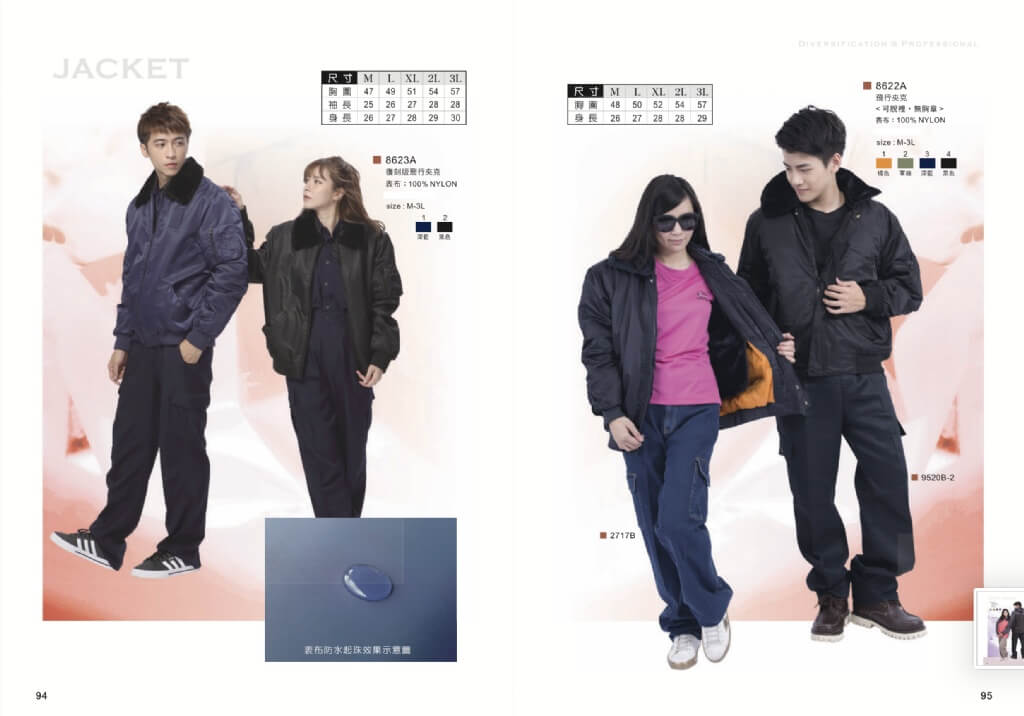 JACKET
尺寸 M L XL 2L 3L
胸圍 47 49 51 54 57
袖長 25 26 27 28 28
身長 26 27 28 29 30
8623A
復刻版飛行夾克
表布：100% NYLON
size : M-3L
1 2
深藍 黑色
表布防水起珠效果示意圖
94
DIVERSIFICATION & PROFESSIONAL
尺寸 M L XL 2L 3L
胸圍 48 50 52 54 57
身長 26 27 28 28 29
8622A
飛行夾克
<可脫裡，無胸章>
表布：100% NYLON
size : M-3L
1 2 3 4
橘色 軍綠 深藍 黑色
9520B-2
2717B
95